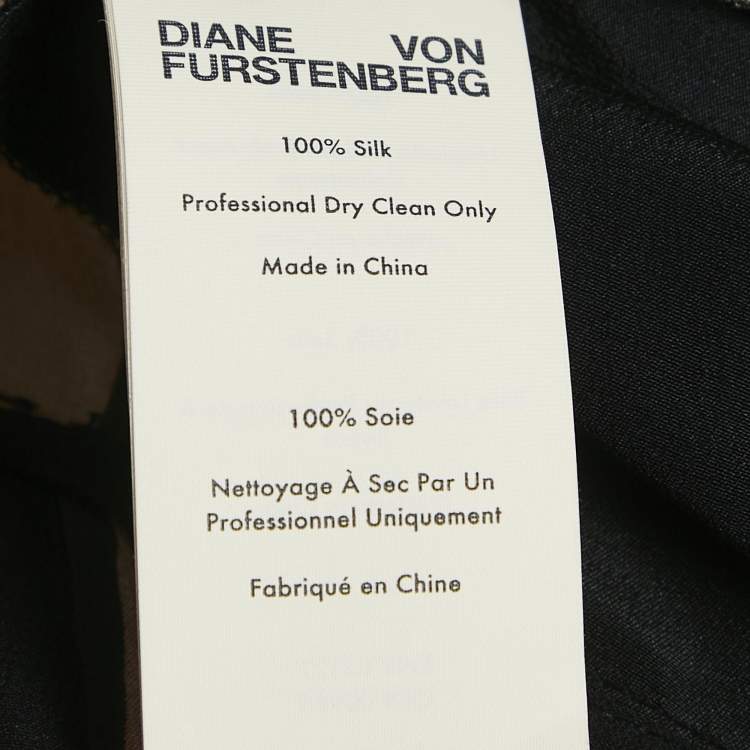 DIANE VON
FURSTENBERG
100% Silk
Professional Dry Clean Only
Made in China
100% Soie
Nettoyage À Sec Par Un
Professionnel Uniquement
Fabriqué en Chine